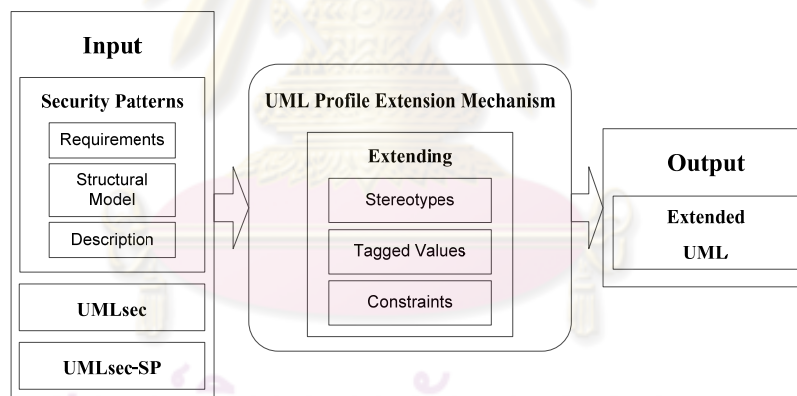 Input
Security Patterns
Requirements
Structural
Model
Description
UMLsec
UMLsec-SP
UML Profile Extension Mechanism
Extending
Stereotypes
Tagged Values
Constraints
Output
Extended
UML